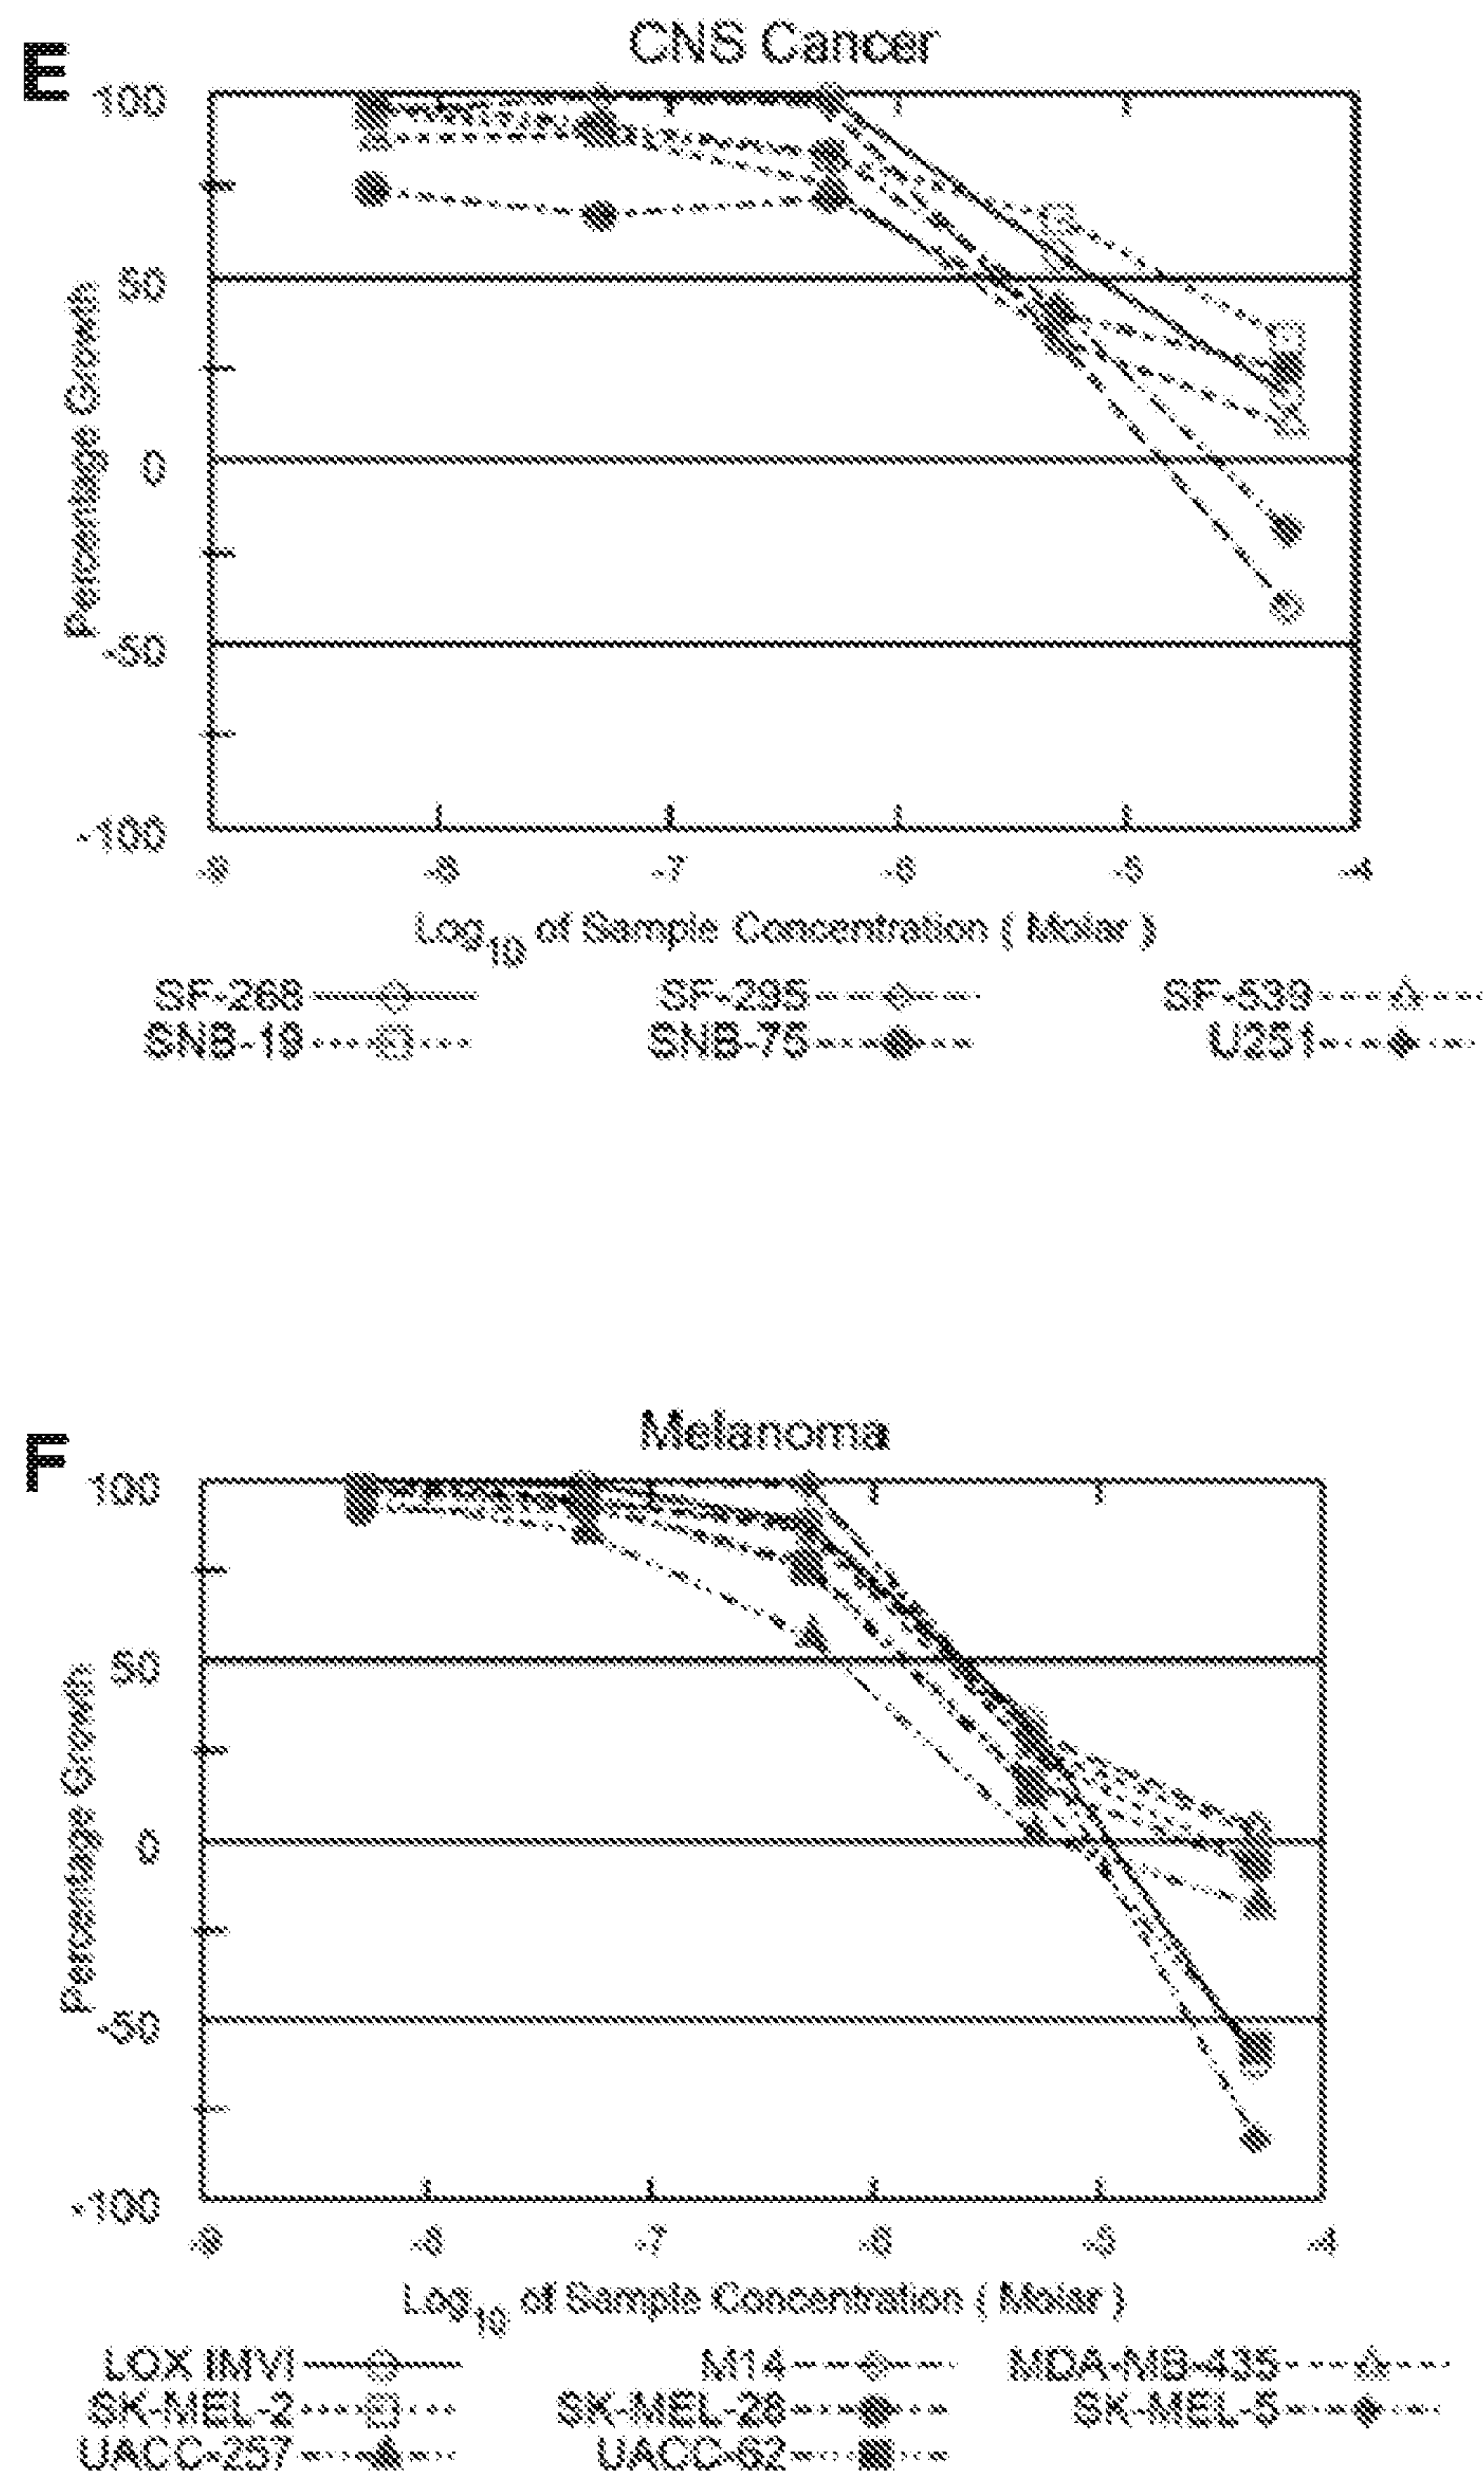 E
CNS Cancer
100
50
0
-50
-100
Percentage Growth
-9 -8 -7 -6 -5 -4
Log10 of Sample Concentration ( Molar )
SF-268 SF-295 SF-539
SNB-19 SNB-75 U251
F
Melanoma
100
50
0
-50
-100
Percentage Growth
-9 -8 -7 -6 -5 -4
Log10 of Sample Concentration ( Molar )
LOX IMVI M14 MDA-MB-435
SK-MEL-2 SK-MEL-28 SK-MEL-5
UACC-257 UACC-62